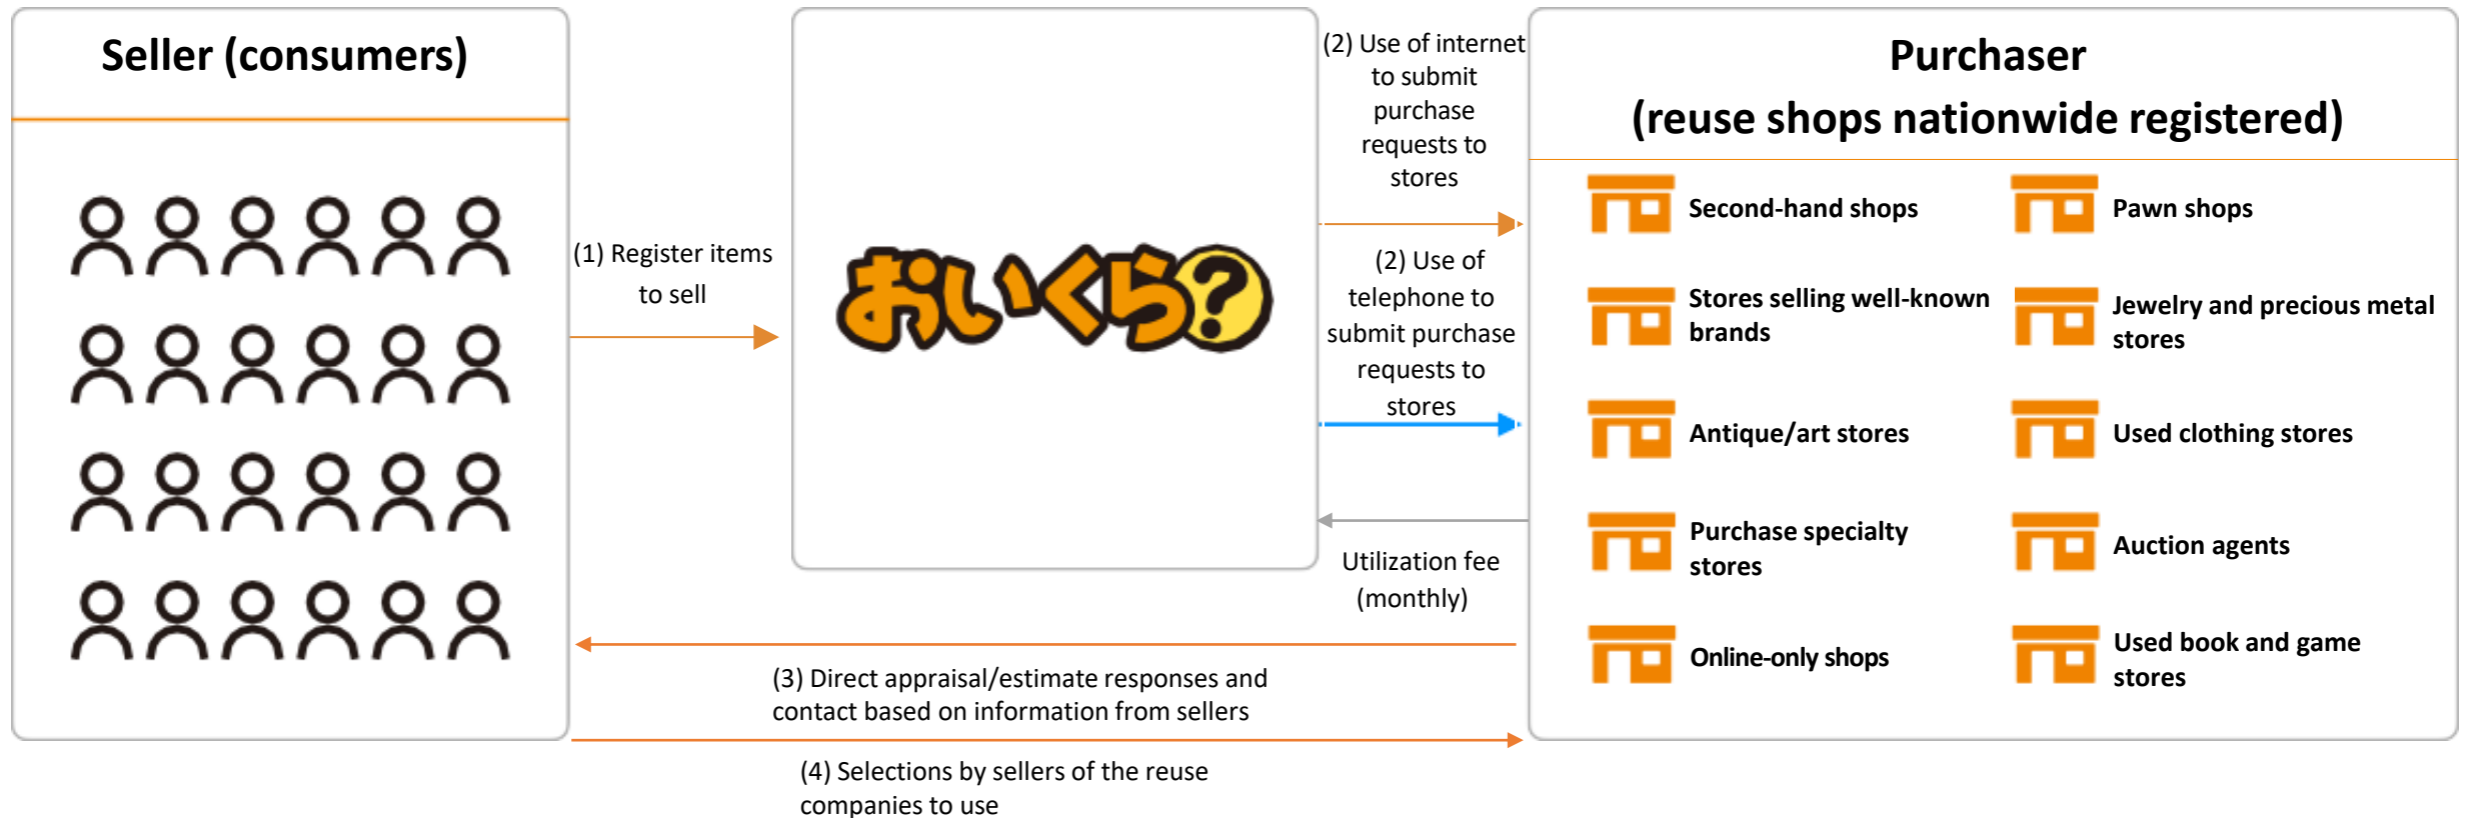 Seller (consumers)
(1) Register items
to sell
おいくら?
(2) Use of internet
to submit
purchase
requests to
stores
(2) Use of
telephone to
submit purchase
requests to
stores
Utilization fee
(monthly)
(3) Direct appraisal/estimate responses and
contact based on information from sellers
(4) Selections by sellers of the reuse
companies to use
Purchaser
(reuse shops nationwide registered)
Second-hand shops
Pawn shops
Stores selling well-known
brands
Jewelry and precious metal
stores
Antique/art stores
Used clothing stores
Purchase specialty
stores
Auction agents
Online-only shops
Used book and game
stores